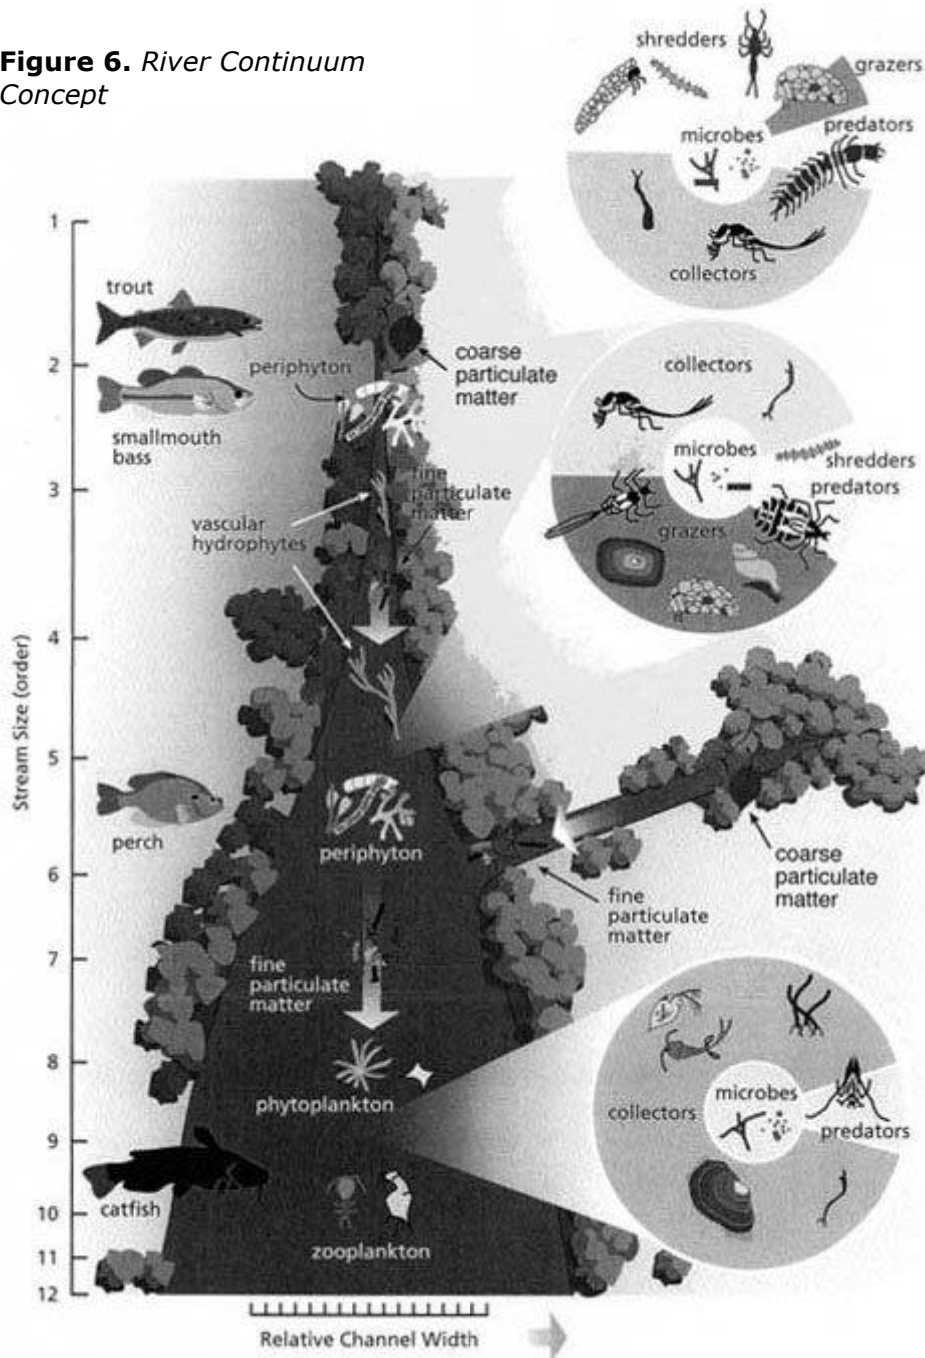 Figure 6. River Continuum
Concept
shredders
grazers
microbes
predators
collectors
1
trout
2
periphyton
coarse
particulate
matter
smallmouth
bass
collectors
microbes
shredders
predators
grazers
3
fine
particulate
matter
vascular
hydrophytes
4
Stream Size (order)
5
perch
periphyton
6
coarse
particulate
matter
fine
particulate
matter
7
fine
particulate
matter
8
phytoplankton
microbes
collectors
predators
9
catfish
10
zooplankton
11
12
Relative Channel Width